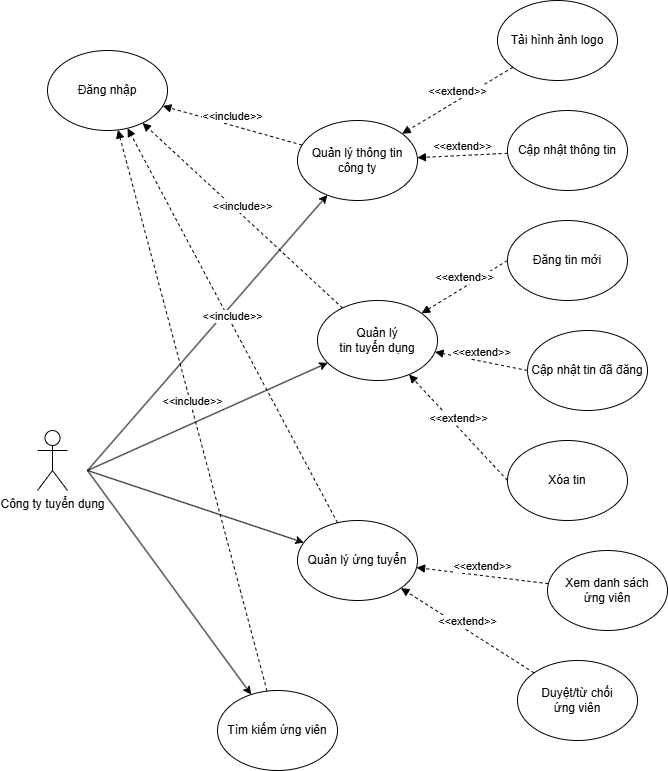 Tải hình ảnh logo
Đăng nhập
<<extend>>
<<include>>
Quản lý thông tin
công ty
<<extend>>
Cập nhật thông tin
<<include>>
Đăng tin mới
<<extend>>
<<include>>
Quản lý
tin tuyển dụng
<<extend>>
Cập nhật tin đã đăng
<<include>>
<<extend>>
Xóa tin
Công ty tuyển dụng
Quản lý ứng tuyển
<<extend>>
Xem danh sách
ứng viên
<<extend>>
Duyệt/từ chối
ứng viên
Tìm kiếm ứng viên